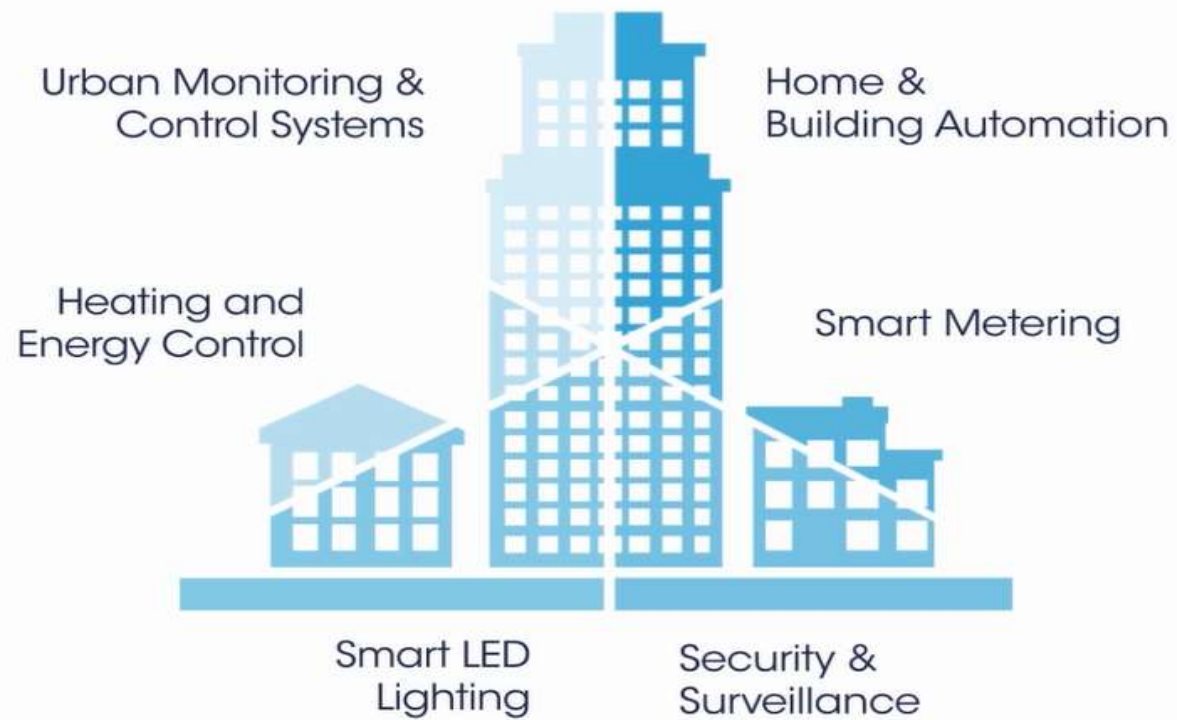 Urban Monitoring &
Control Systems
Home &
Building Automation
Heating and
Energy Control
Smart Metering
Smart LED
Lighting
Security &
Surveillance